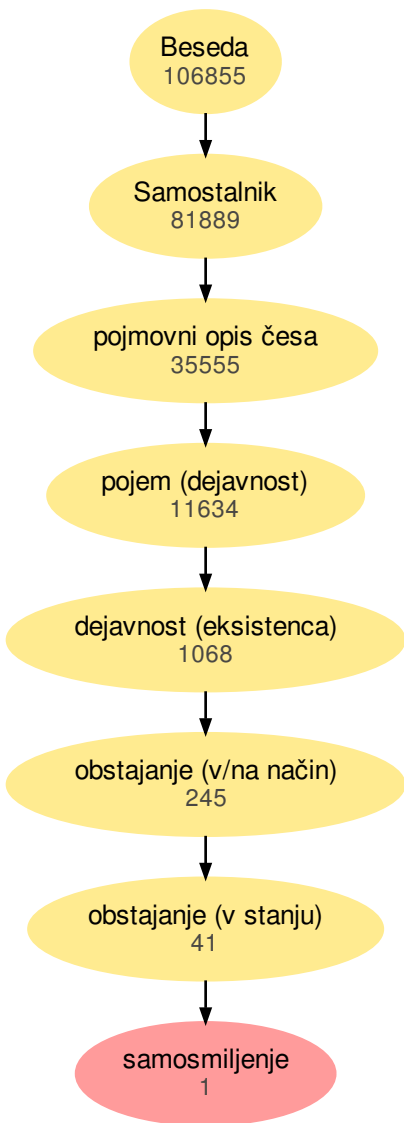 Beseda
106855
Samostalnik
81889
pojmovni opis česa
35555
pojem (dejavnost)
11634
dejavnost (eksistenca)
1068
obstajanje (v/na način)
245
obstajanje (v stanju)
41
samosmiljenje
1